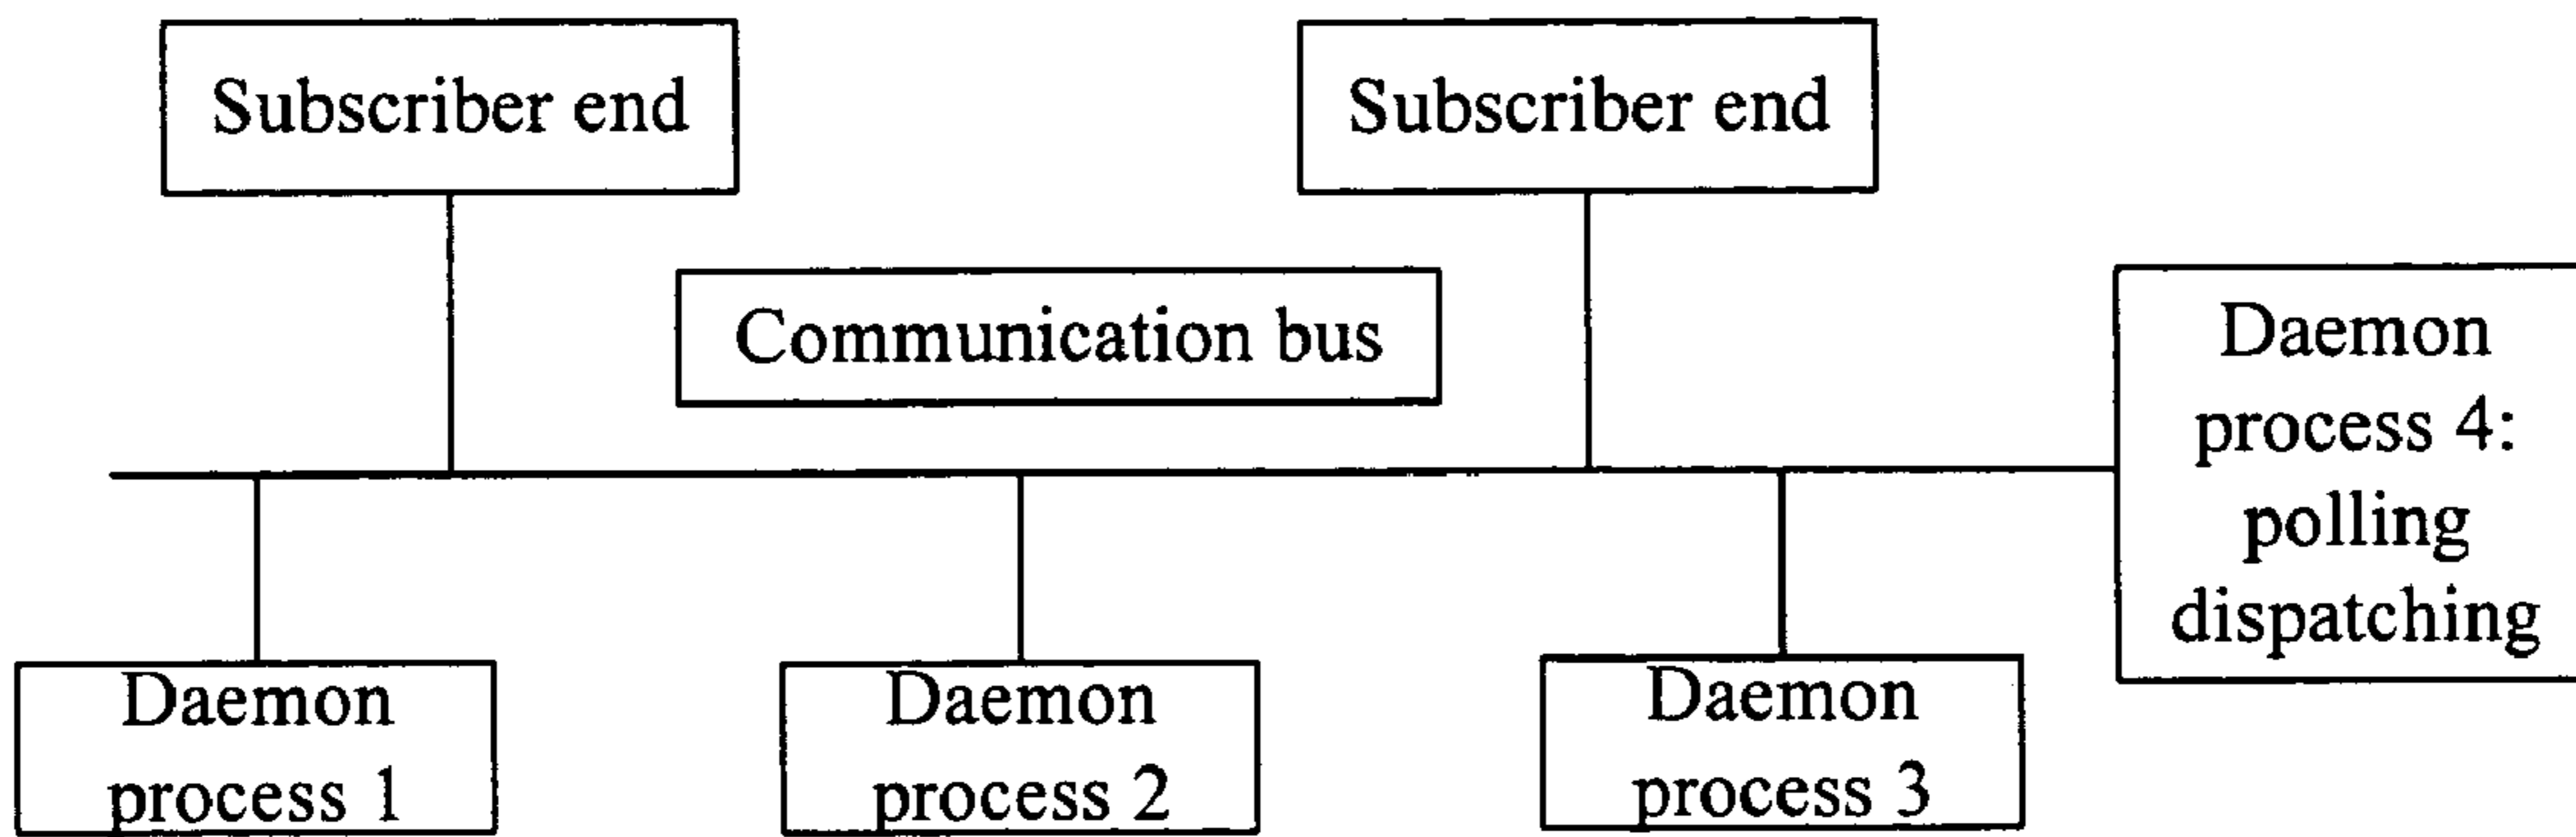 Subscriber end
Subscriber end
Communication bus
Daemon
process 4:
polling
dispatching
Daemon
process 1
Daemon
process 2
Daemon
process 3